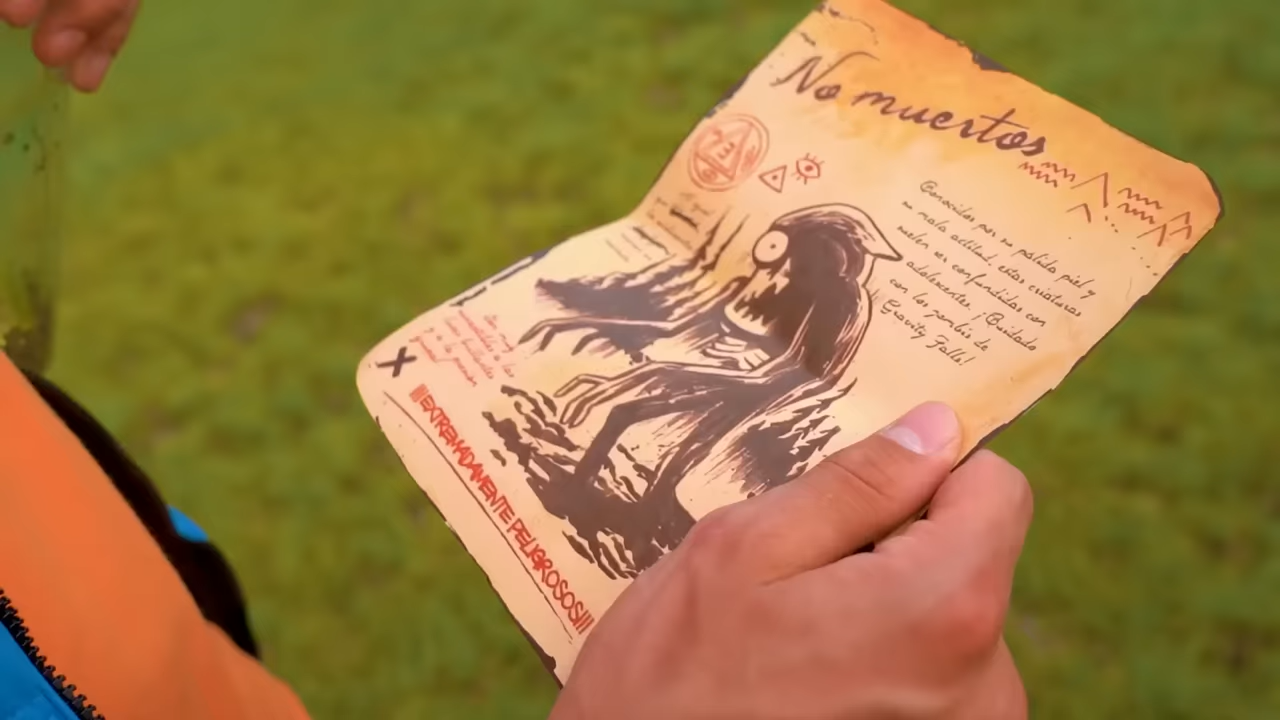 No muertos
Conocidos por su palida piel y
su mala actitud, estas criaturas
suelen ser confundidas con
adolescentes. ¡Cuidado
con los zombis de
Gravity Falls!
X
¡¡¡EXTREMADAMENTE PELIGROSOS!!!